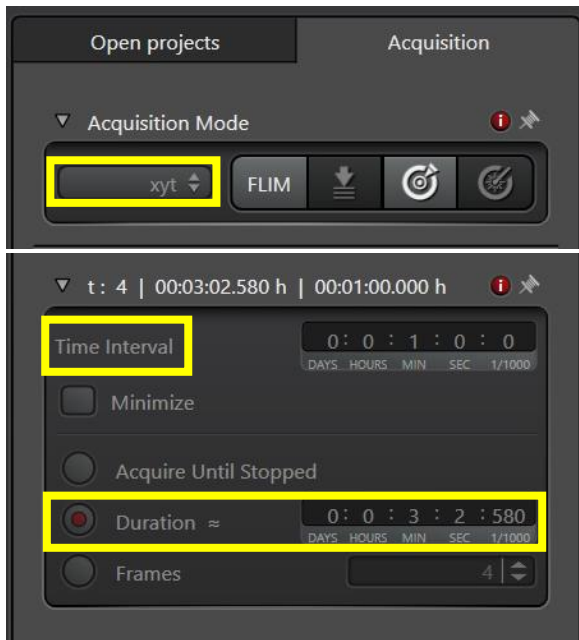 Open projects
Acquisition
Acquisition Mode
xyt
FLIM
t : 4 | 00:03:02.580 h | 00:01:00.000 h
Time Interval
0 : 0 : 1 : 0 : 0
DAYS HOURS MIN SEC 1/1000
Minimize
Acquire Until Stopped
Duration ≈
0 : 0 : 3 : 2 : 580
DAYS HOURS MIN SEC 1/1000
Frames
4